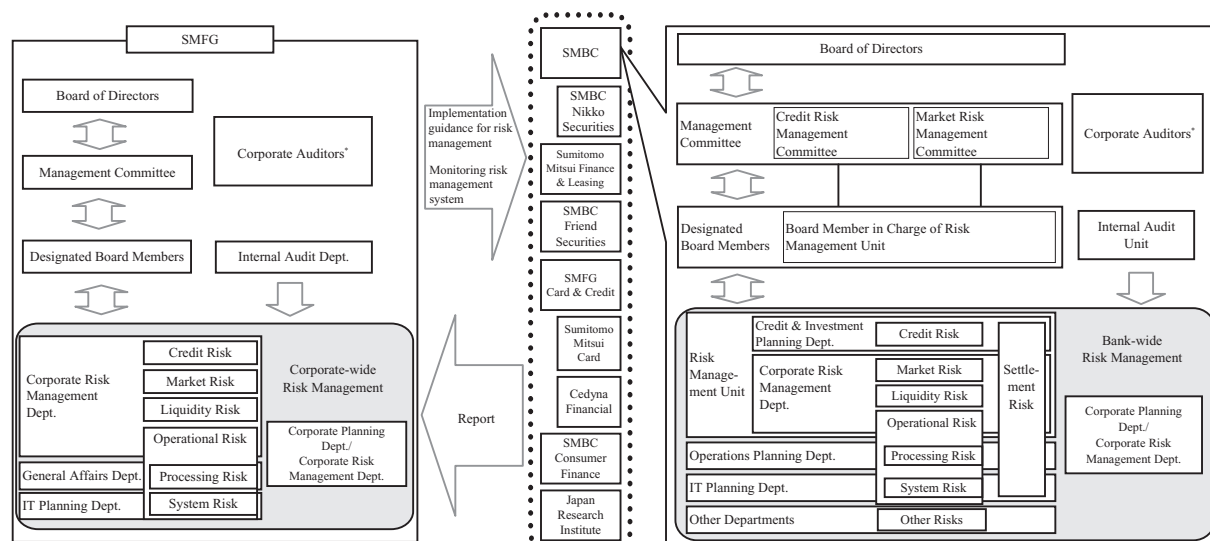 SMFG
Board of Directors
Management Committee
Corporate Auditors*
Designated Board Members
Internal Audit Dept.
Corporate Risk
Management
Dept.
Credit Risk
Market Risk
Liquidity Risk
Operational Risk
General Affairs Dept.
Processing Risk
IT Planning Dept.
System Risk
Corporate-wide
Risk Management
Corporate Planning
Dept./
Corporate Risk
Management Dept.
Implementation
guidance for risk
management
Monitoring risk
management
system
Report
SMBC
SMBC
Nikko
Securities
Sumitomo
Mitsui Finance
& Leasing
SMBC
Friend
Securities
SMFG
Card & Credit
Sumitomo
Mitsui
Card
Cedyna
Financial
SMBC
Consumer
Finance
Japan
Research
Institute
Board of Directors
Management
Committee
Credit Risk
Management
Committee
Market Risk
Management
Committee
Corporate Auditors*
Designated
Board Members
Board Member in Charge of Risk
Management Unit
Internal Audit
Unit
Risk
Manage-
ment Unit
Credit & Investment
Planning Dept.
Credit Risk
Corporate Risk
Management
Dept.
Market Risk
Liquidity Risk
Operational Risk
Settle-
ment
Risk
Operations Planning Dept.
Processing Risk
IT Planning Dept.
System Risk
Other Departments
Other Risks
Bank-wide
Risk Management
Corporate Planning
Dept./
Corporate Risk
Management Dept.